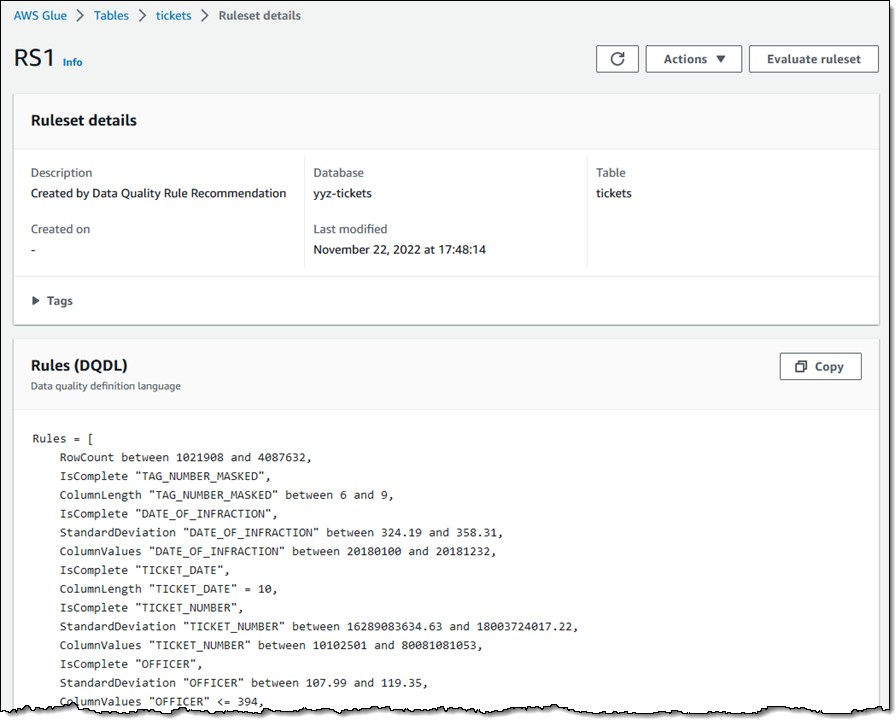 AWS Glue > Tables > tickets > Ruleset details
RS1 Info
Actions ▼ Evaluate ruleset
Ruleset details
Description
Created by Data Quality Rule Recommendation
Database
yyz-tickets
Table
tickets
Created on
-
Last modified
November 22, 2022 at 17:48:14
Tags
Rules (DQDL)
Data quality definition language
Copy
Rules = [
RowCount between 1021908 and 4087632,
IsComplete "TAG_NUMBER_MASKED",
ColumnLength "TAG_NUMBER_MASKED" between 6 and 9,
IsComplete "DATE_OF_INFRACTION",
StandardDeviation "DATE_OF_INFRACTION" between 324.19 and 358.31,
ColumnValues "DATE_OF_INFRACTION" between 20180100 and 20181232,
IsComplete "TICKET_DATE",
ColumnLength "TICKET_DATE" = 10,
IsComplete "TICKET_NUMBER",
StandardDeviation "TICKET_NUMBER" between 16289083634.63 and 18003724017.22,
ColumnValues "TICKET_NUMBER" between 10102501 and 80081081053,
IsComplete "OFFICER",
StandardDeviation "OFFICER" between 107.99 and 119.35,
ColumnValues "OFFICER" <= 394,